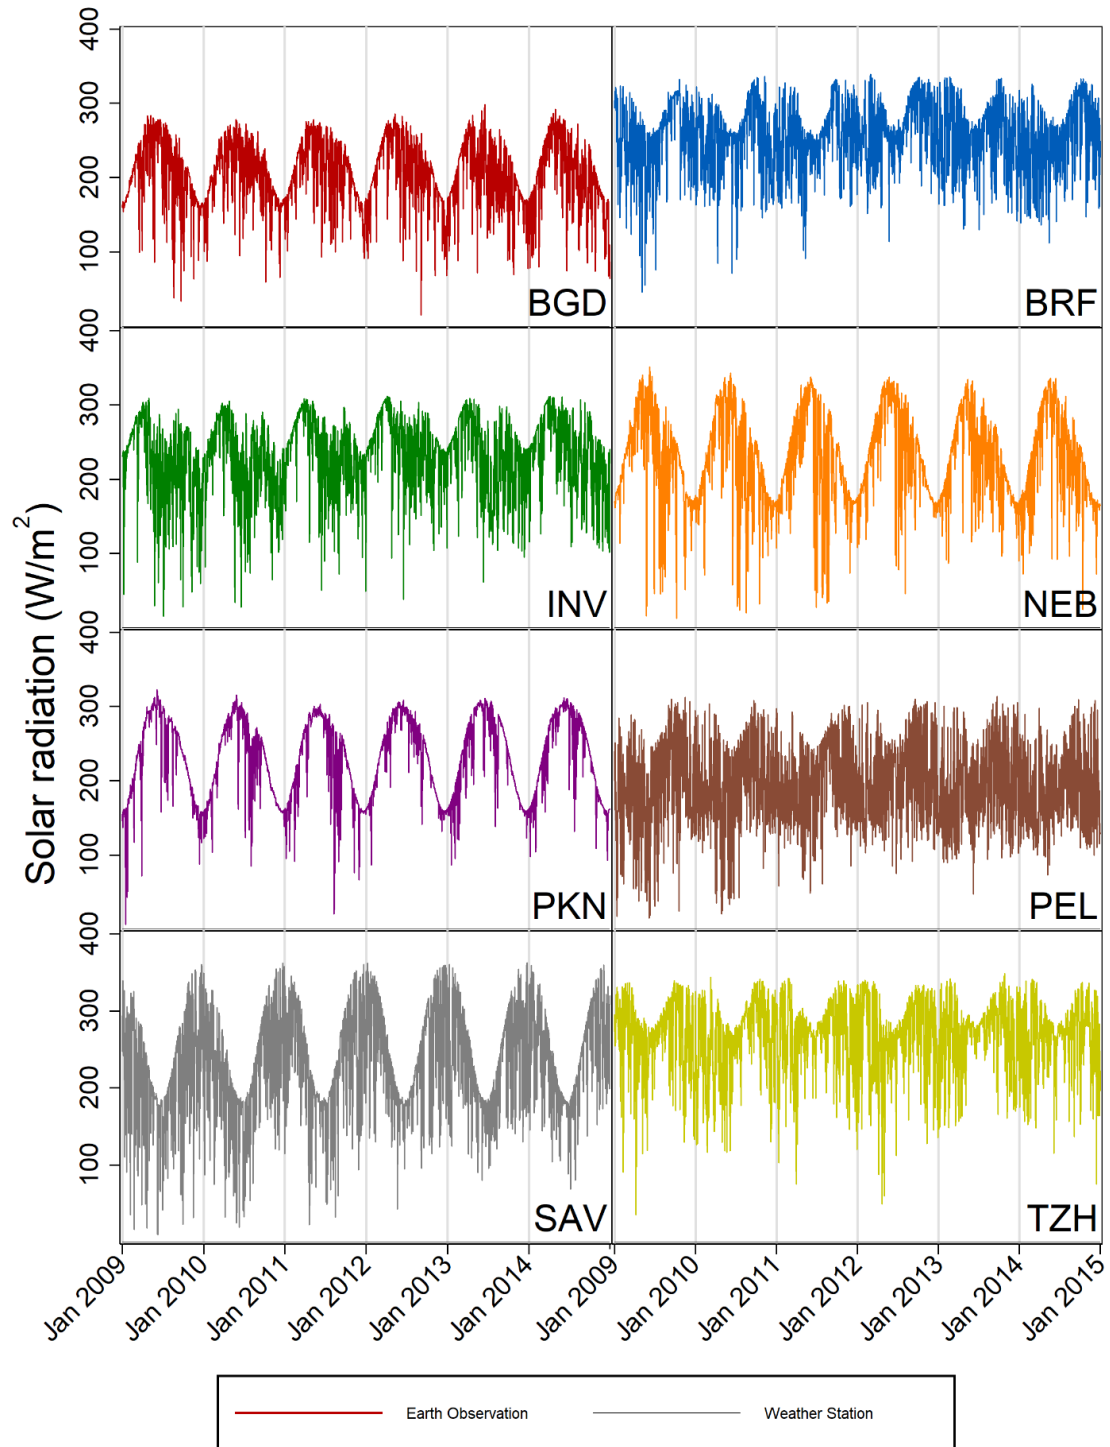 Solar radiation (W/m²)
400
300
200
100
BGD
BRF
400
300
200
100
INV
NEB
400
300
200
100
PKN
PEL
400
300
200
100
SAV
TZH
Jan 2009
Jan 2010
Jan 2011
Jan 2012
Jan 2013
Jan 2014
Jan 2009
Jan 2010
Jan 2011
Jan 2012
Jan 2013
Jan 2014
Jan 2015
Earth Observation
Weather Station